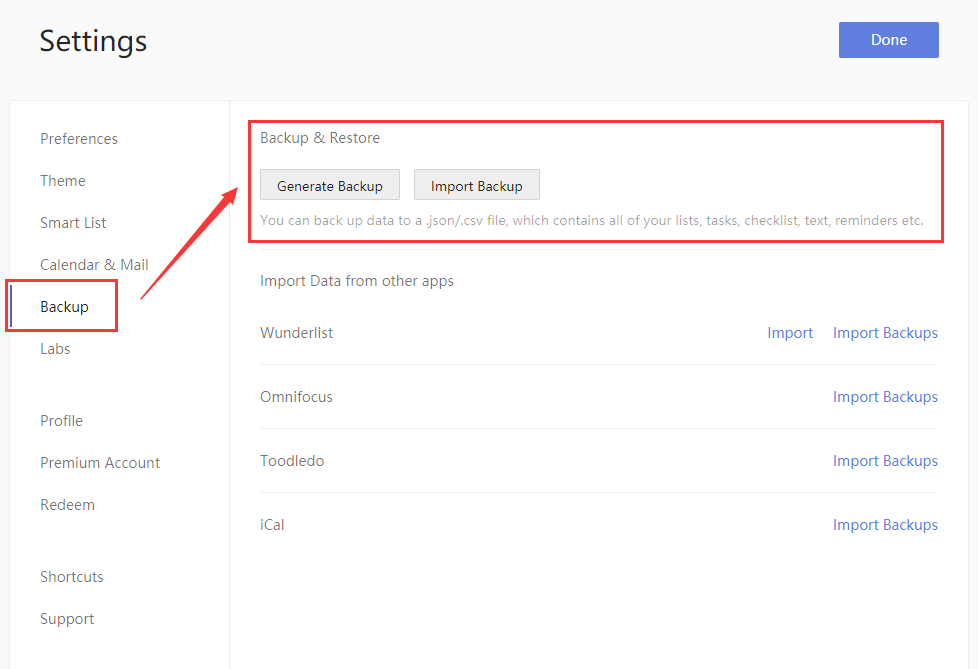 Settings
Done
Preferences
Theme
Smart List
Calendar & Mail
Backup
Labs
Profile
Premium Account
Redeem
Shortcuts
Support
Backup & Restore
Generate Backup
Import Backup
You can back up data to a .json/.csv file, which contains all of your lists, tasks, checklist, text, reminders etc.
Import Data from other apps
Wunderlist Import Import Backups
Omnifocus Import Backups
Toodledo Import Backups
iCal Import Backups